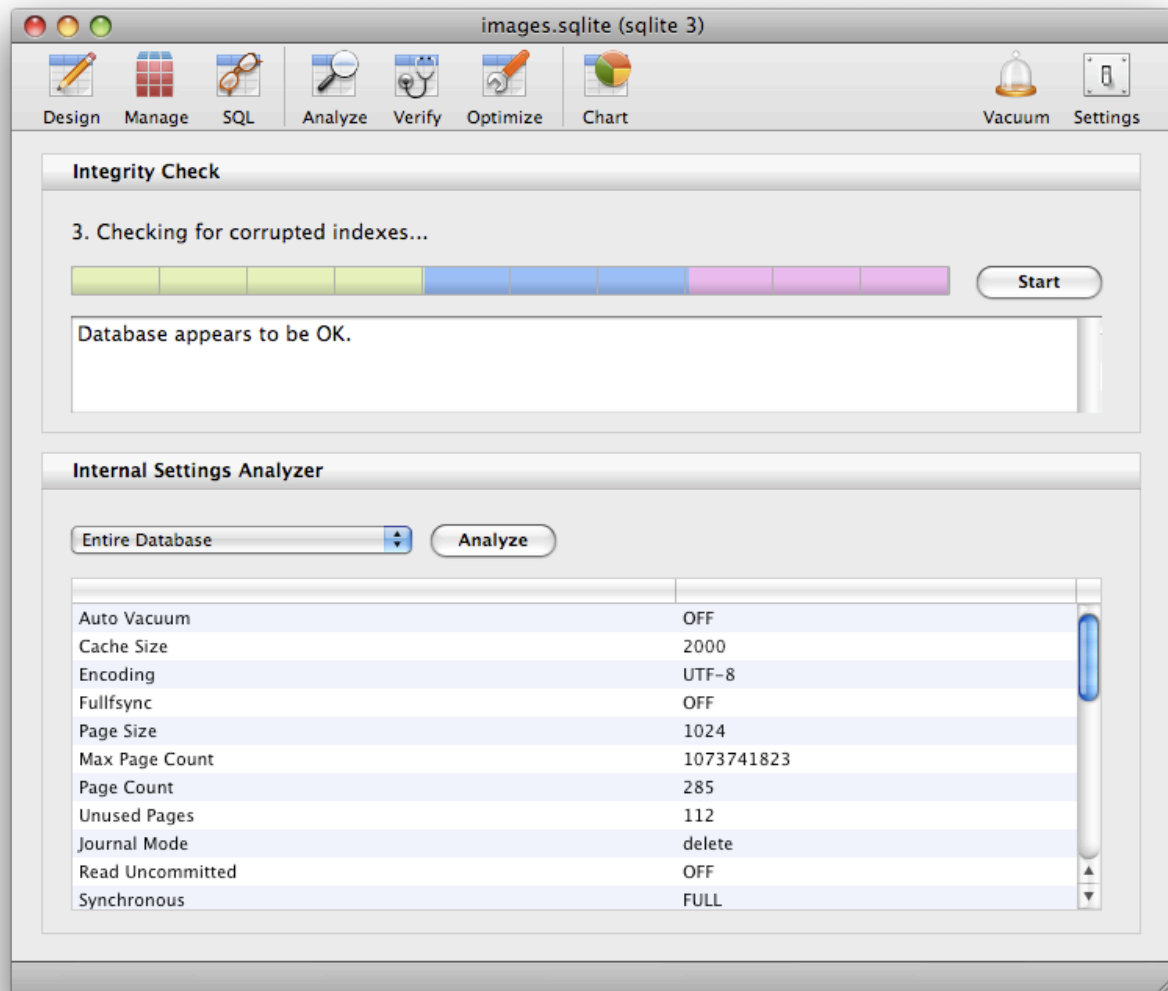 images.sqlite (sqlite 3)
Design Manage SQL Analyze Verify Optimize Chart Vacuum Settings
Integrity Check
3. Checking for corrupted indexes...
Start
Database appears to be OK.
Internal Settings Analyzer
Entire Database Analyze
Auto Vacuum OFF
Cache Size 2000
Encoding UTF-8
Fullfsync OFF
Page Size 1024
Max Page Count 1073741823
Page Count 285
Unused Pages 112
Journal Mode delete
Read Uncommitted OFF
Synchronous FULL